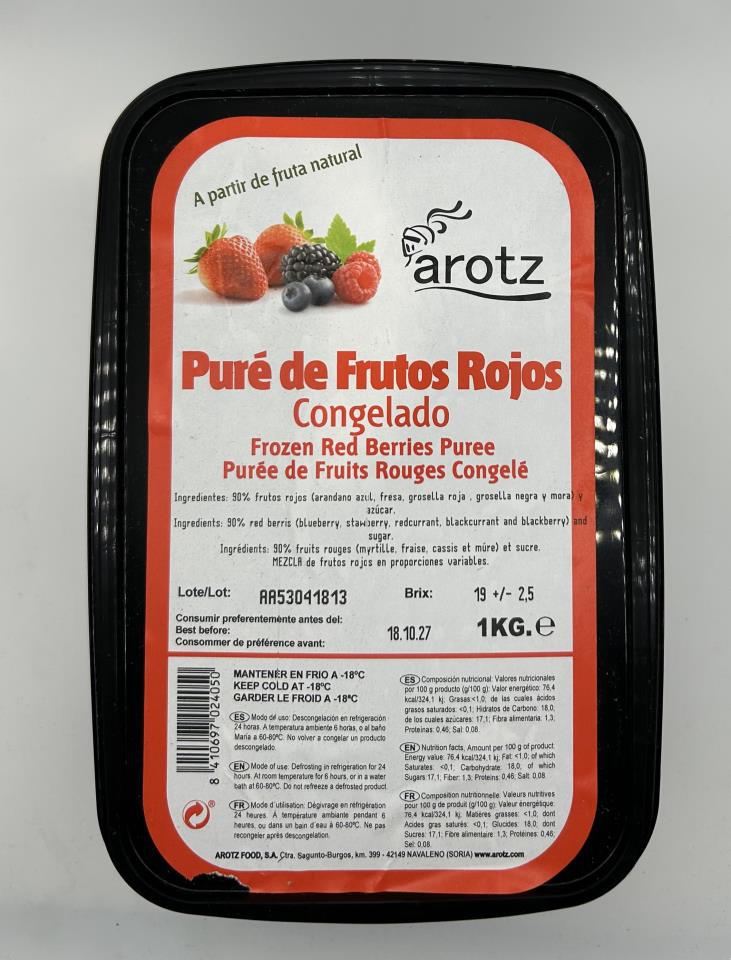 A partir de fruta natural
arotz
Puré de Frutos Rojos
Congelado
Frozen Red Berries Puree
Purée de Fruits Rouges Congelé
Ingredientes: 90% frutos rojos (arandano azul, fresa, grosella roja , grosella negra y mora) y
azúcar.
Ingredients: 90% red berris (blueberry, stawberry, redcurrant, blackcurrant and blackberry) and
sugar.
Ingrédients: 90% fruits rouges (myrtille, fraise, cassis et mûre) et sucre.
MEZCLA de frutos rojos en proporciones variables.
Lote/Lot: AA53041813 Brix: 19 +/- 2,5
Consumir preferentemente antes del:
Best before: 18.10.27 1KG.e
Consommer de préférence avant:
8 410697 024050
MANTENER EN FRIO A -18ºC
KEEP COLD AT -18ºC
GARDER LE FROID A -18ºC
ES Modo de uso: Descongelación en refrigeración
24 horas. A temperatura ambiente 6 horas, o al baño
Maria a 60-80ºC. No volver a congelar un producto
descongelado.
EN Mode of use: Defrosting in refrigeration for 24
hours. At room temperature for 6 hours, or in a water
bath at 60-80ºC. Do not refreeze a defrosted product.
FR Mode d´utilisation: Dégivrage en réfrigération
24 heures. À température ambiante pendant 6
heures, ou dans un bain d´eau à 60-80ºC. Ne pas
recongeler après descongelation.
ES Composición nutricional: Valores nutricionales
por 100 g producto (g/100 g): Valor energético: 76,4
kcal/324,1 kj; Grasas:<1,0; de las cuales ácidos
grasos saturados: <0,1; Hidratos de Carbono: 18,0;
de los cuales azúcares: 17,1; Fibra alimentaria: 1,3;
Proteínas: 0,46; Sal: 0,08.
EN Nutrition facts, Amount per 100 g of product:
Energy value: 76,4 kcal/324,1 kj; Fat: <1,0; of which
Saturates: <0,1; Carbohydrate: 18,0; of which
Sugars:17,1; Fiber: 1,3; Proteins: 0,46; Salt: 0,08.
FR Composition nutritionnelle: Valeurs nutritives
pour 100 g de produit (g/100 g): Valeur énergétique:
76,4 kcal/324,1 kj; Matières grasses: <1,0; dont
Acides gras saturés: <0,1; Glucides: 18,0; dont
Sucres: 17,1; Fibre alimentaire: 1,3; Protéines: 0,46;
Sel: 0,08.
AROTZ FOOD, S.A. Ctra. Sagunto-Burgos, km. 399 - 42149 NAVALENO (SORIA) www.arotz.com